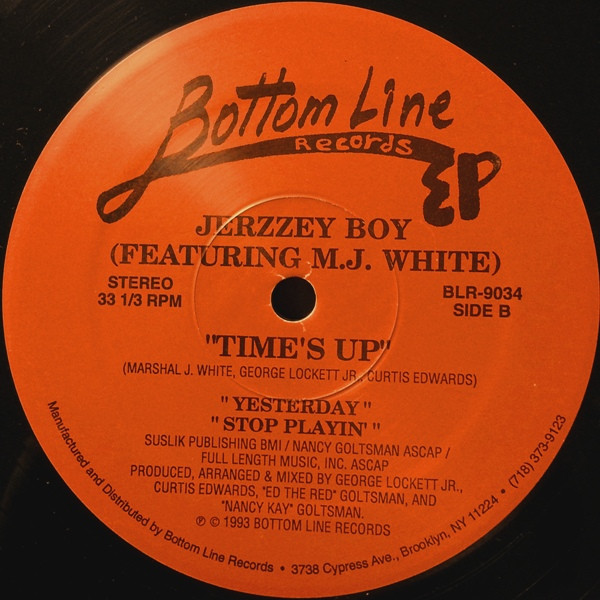 Bottom Line
Records
EP
JERZZEY BOY
(FEATURING M.J. WHITE)
STEREO
33 1/3 RPM
BLR-9034
SIDE B
"TIME'S UP"
(MARSHAL J. WHITE, GEORGE LOCKETT JR., CURTIS EDWARDS)
"YESTERDAY"
"STOP PLAYIN'"
SUSLIK PUBLISHING BMI / NANCY GOLTSMAN ASCAP /
FULL LENGTH MUSIC, INC. ASCAP
PRODUCED, ARRANGED & MIXED BY GEORGE LOCKETT JR.,
CURTIS EDWARDS, "ED THE RED" GOLTSMAN, AND
"NANCY KAY" GOLTSMAN.
℗ © 1993 BOTTOM LINE RECORDS
Manufactured and Distributed by Bottom Line Records • 3738 Cypress Ave., Brooklyn, NY 11224 • (718) 373-9123